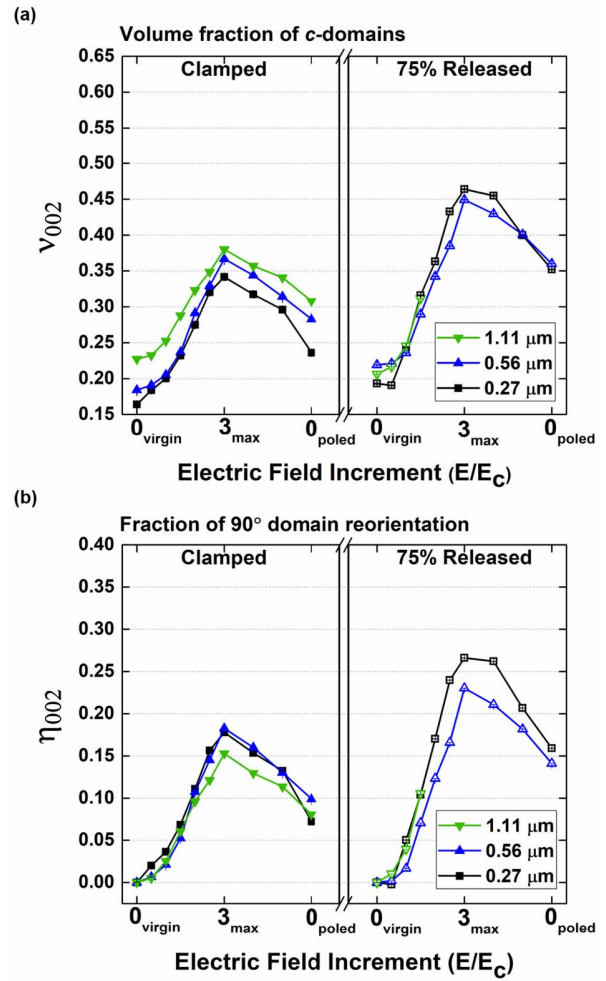 (a)
Volume fraction of c-domains
Clamped
75% Released
0.65
0.60
0.55
0.50
0.45
0.40
0.35
0.30
0.25
0.20
0.15
ν002
1.11 μm
0.56 μm
0.27 μm
0virgin 3max 0poled 0virgin 3max 0poled
Electric Field Increment (E/EC)
(b)
Fraction of 90° domain reorientation
Clamped
75% Released
0.40
0.35
0.30
0.25
0.20
0.15
0.10
0.05
0.00
η002
1.11 μm
0.56 μm
0.27 μm
0virgin 3max 0poled 0virgin 3max 0poled
Electric Field Increment (E/EC)